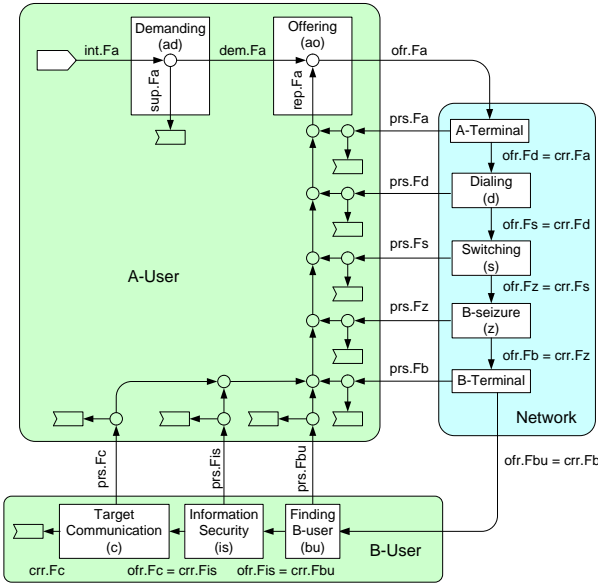 Demanding
(ad)
Offering
(ao)
int.Fa
dem.Fa
ofr.Fa
sup.Fa
rep.Fa
prs.Fa
A-Terminal
ofr.Fd = crr.Fa
prs.Fd
Dialing
(d)
ofr.Fs = crr.Fd
prs.Fs
Switching
(s)
A-User
ofr.Fz = crr.Fs
prs.Fz
B-seizure
(z)
ofr.Fb = crr.Fz
prs.Fb
B-Terminal
Network
prs.Fc
prs.Fis
prs.Fbu
ofr.Fbu = crr.Fb
Target
Communication
(c)
Information
Security
(is)
Finding
B-user
(bu)
B-User
crr.Fc
ofr.Fc = crr.Fis
ofr.Fis = crr.Fbu